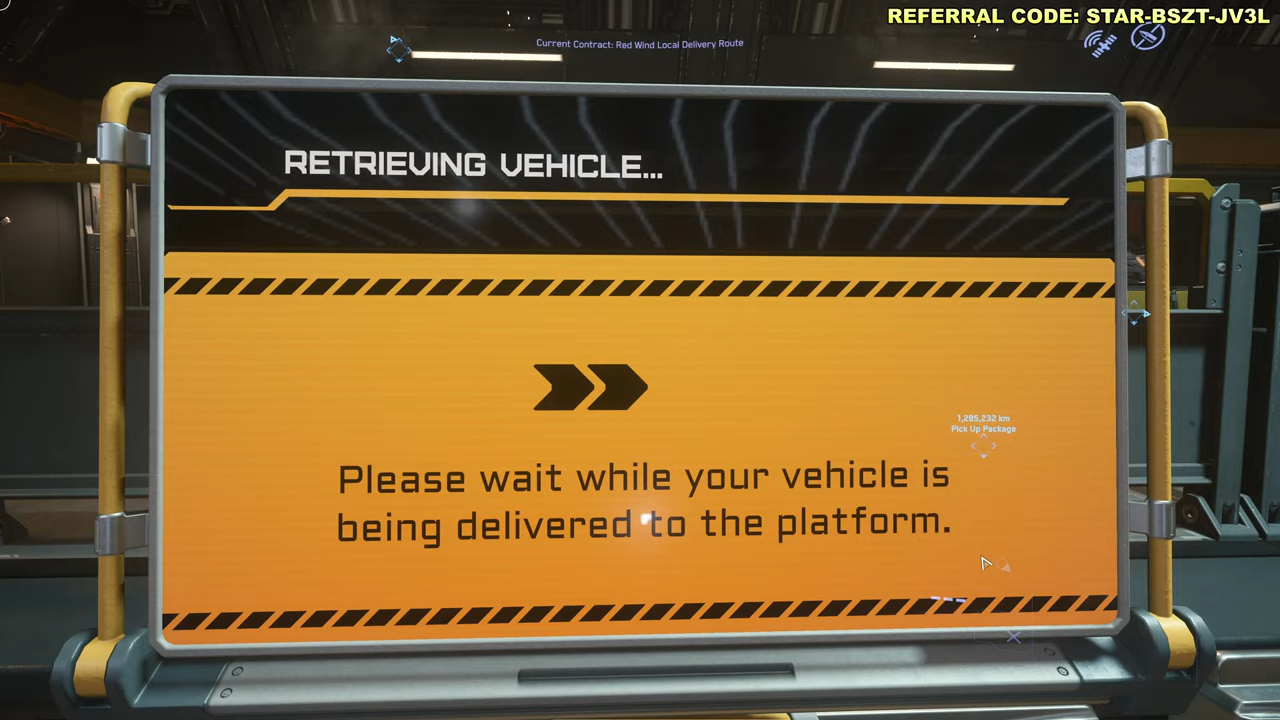 REFERRAL CODE: STAR-BSZT-JV3L
Current Contract: Red Wind Local Delivery Route
RETRIEVING VEHICLE...
1,285,232 km
Pick Up Package
Please wait while your vehicle is
being delivered to the platform.